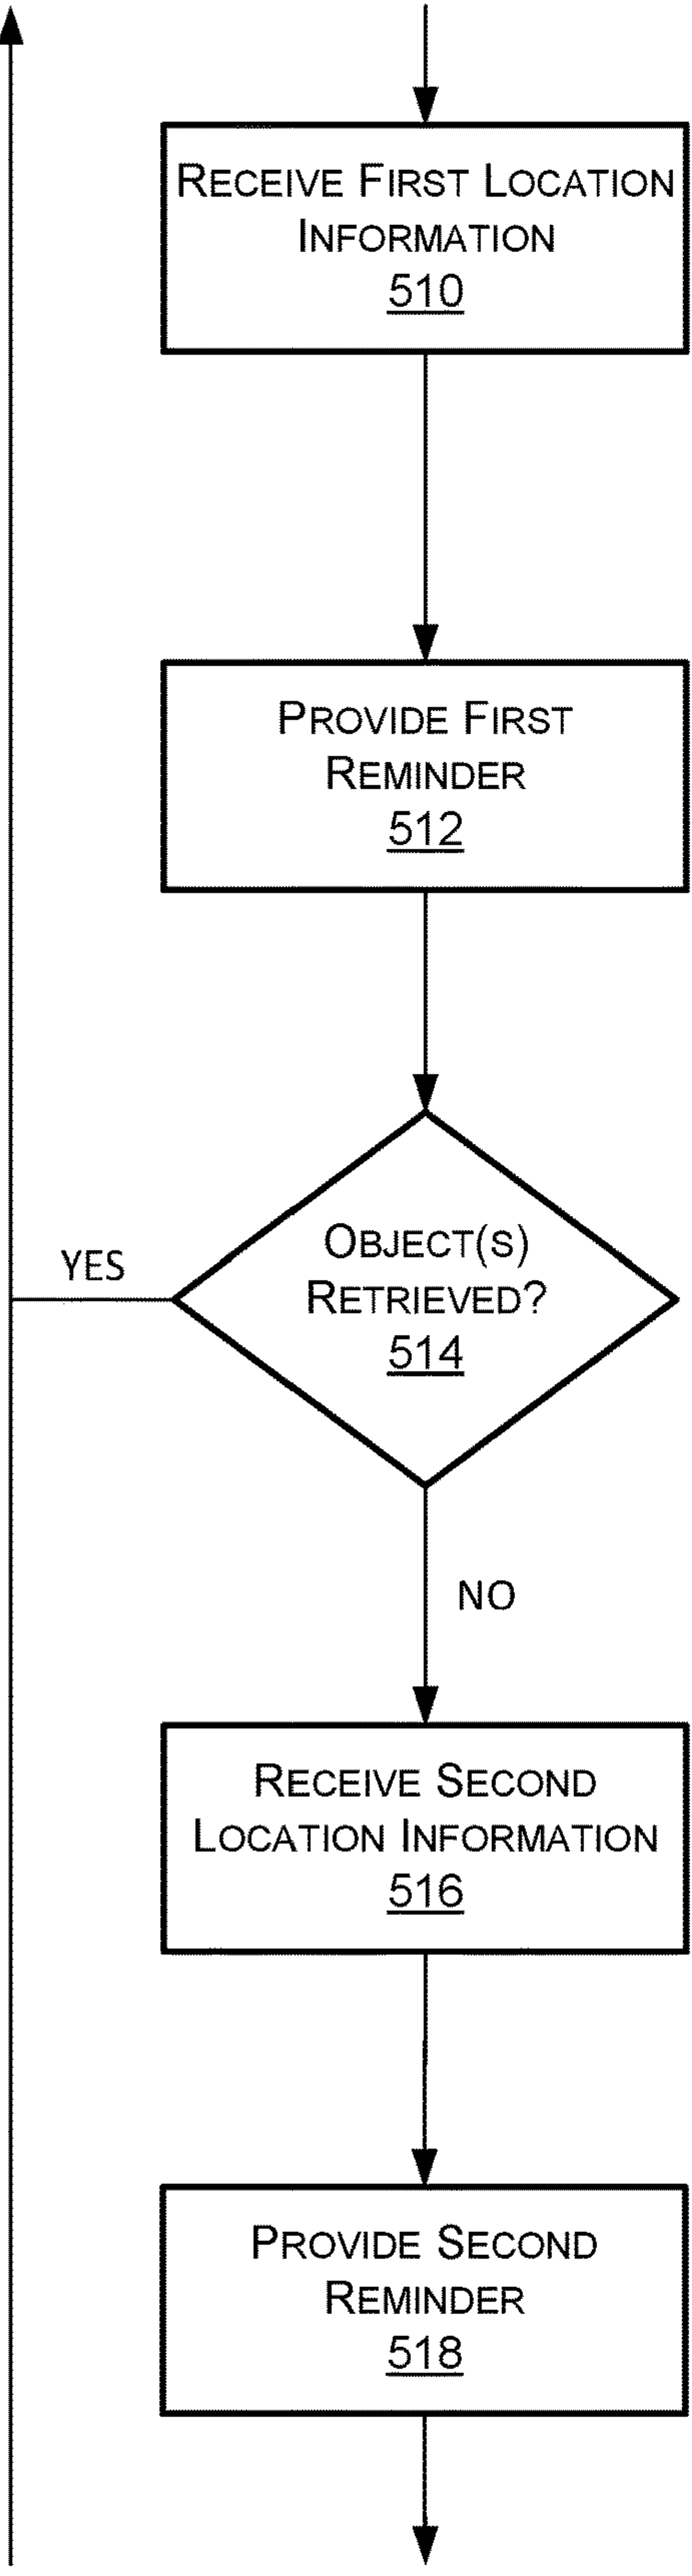 RECEIVE FIRST LOCATION
INFORMATION
510
PROVIDE FIRST
REMINDER
512
OBJECT(S)
RETRIEVED?
514
YES
NO
RECEIVE SECOND
LOCATION INFORMATION
516
PROVIDE SECOND
REMINDER
518